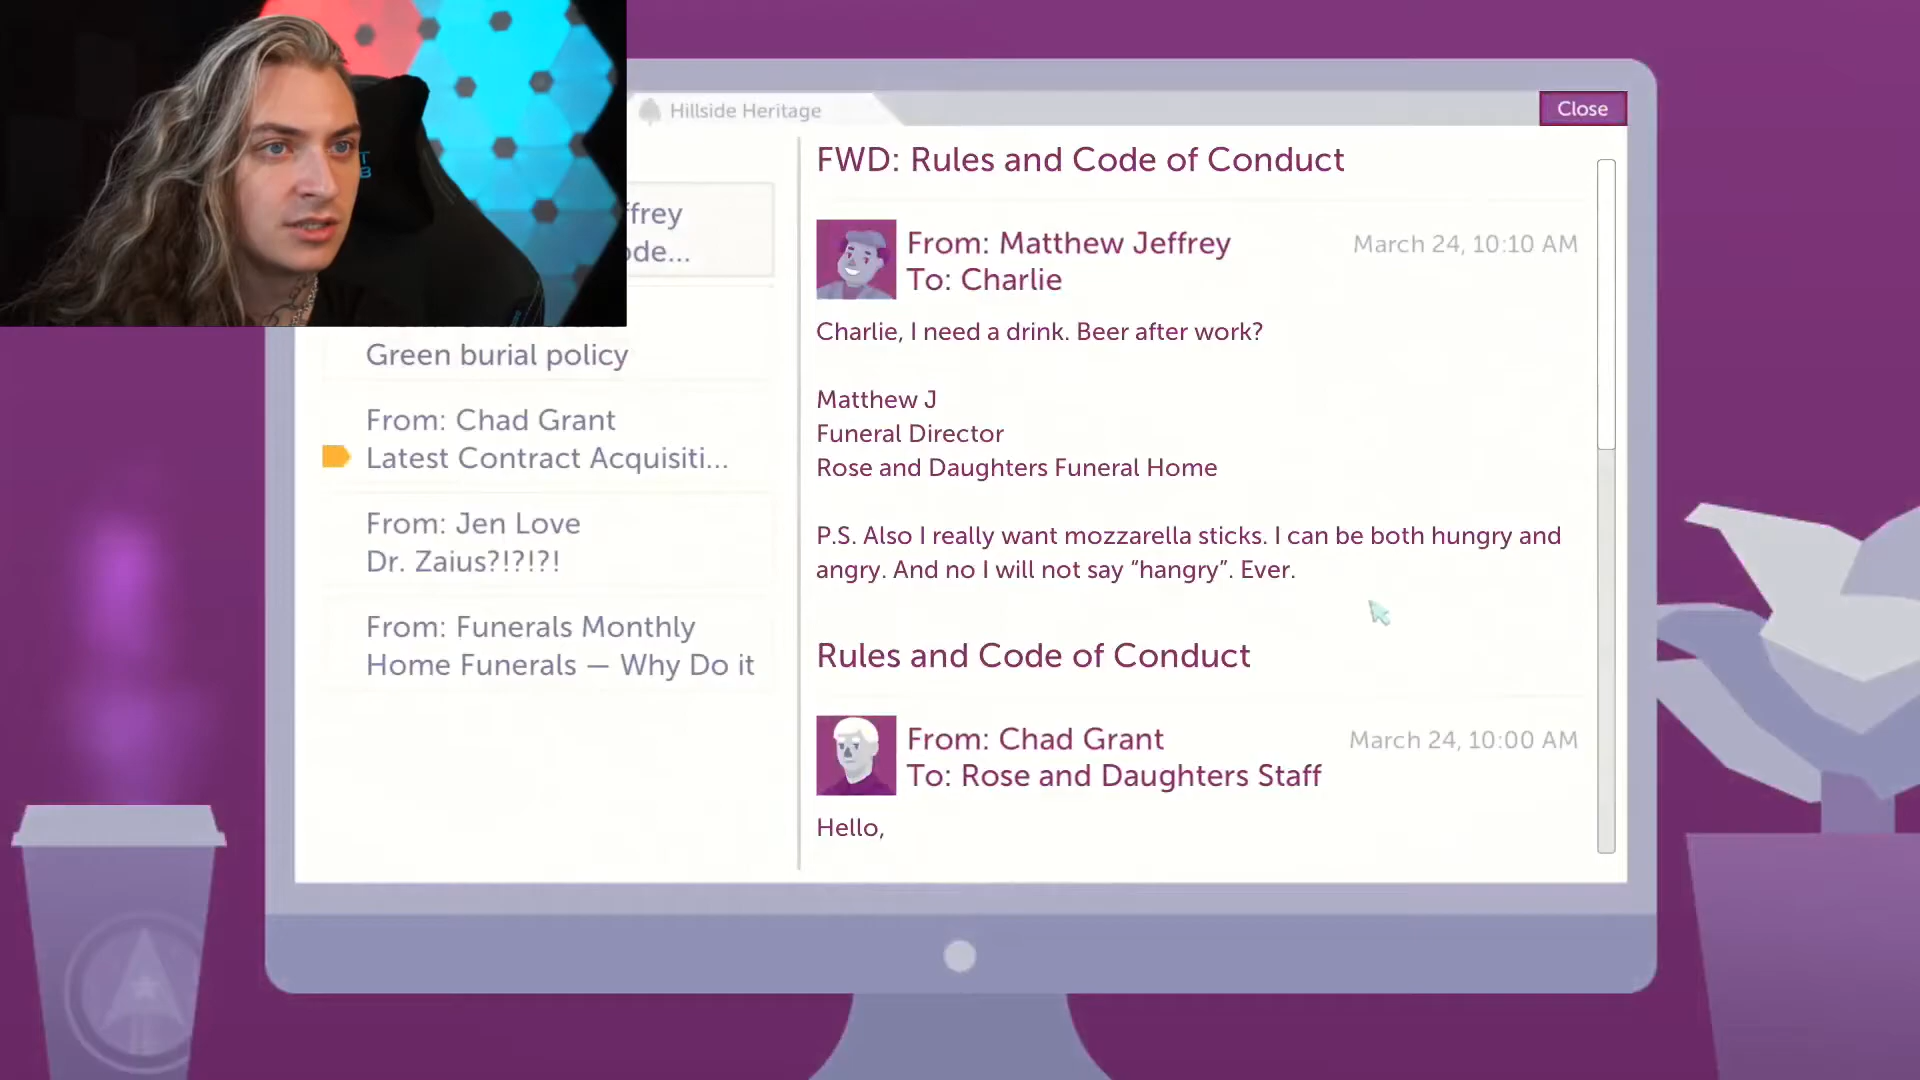 Hillside Heritage
Close
ffrey
ode...
Green burial policy
From: Chad Grant
Latest Contract Acquisiti...
From: Jen Love
Dr. Zaius?!?!?!
From: Funerals Monthly
Home Funerals — Why Do it
FWD: Rules and Code of Conduct
From: Matthew Jeffrey
March 24, 10:10 AM
To: Charlie
Charlie, I need a drink. Beer after work?
Matthew J
Funeral Director
Rose and Daughters Funeral Home
P.S. Also I really want mozzarella sticks. I can be both hungry and
angry. And no I will not say “hangry”. Ever.
Rules and Code of Conduct
From: Chad Grant
March 24, 10:00 AM
To: Rose and Daughters Staff
Hello,